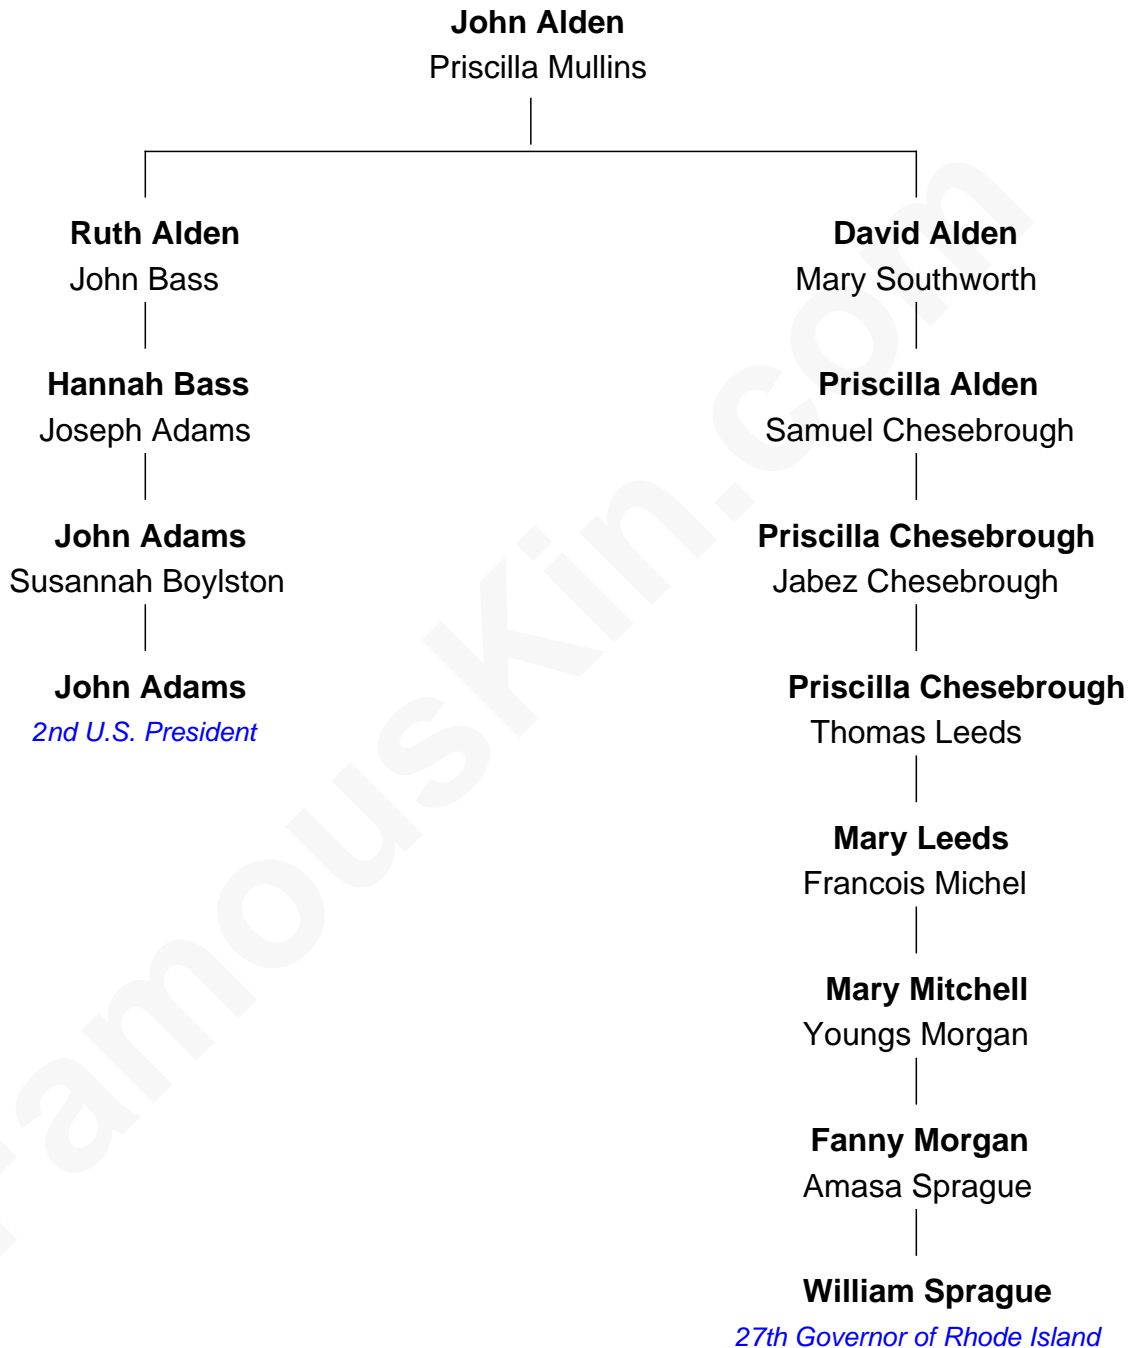 John Alden
Priscilla Mullins
Ruth Alden
John Bass
David Alden
Mary Southworth
Hannah Bass
Joseph Adams
Priscilla Alden
Samuel Chesebrough
John Adams
Susannah Boylston
Priscilla Chesebrough
Jabez Chesebrough
John Adams
2nd U.S. President
Priscilla Chesebrough
Thomas Leeds
Mary Leeds
Francois Michel
Mary Mitchell
Youngs Morgan
Fanny Morgan
Amasa Sprague
William Sprague
27th Governor of Rhode Island
FamousKin.com